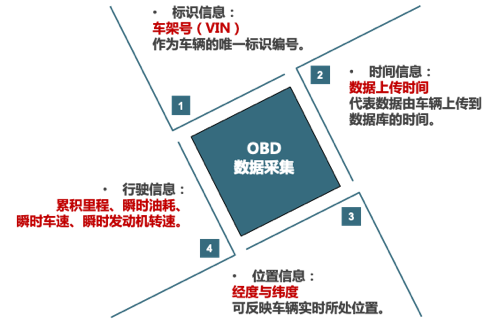 • 标识信息：
车架号（VIN）
作为车辆的唯一标识编号。
1
2
• 时间信息：
数据上传时间
代表数据由车辆上传到
数据库的时间。
OBD
数据采集
• 行驶信息：
累积里程、瞬时油耗、
瞬时车速、瞬时发动机转速。
3
4
• 位置信息：
经度与纬度
可反映车辆实时所处位置。